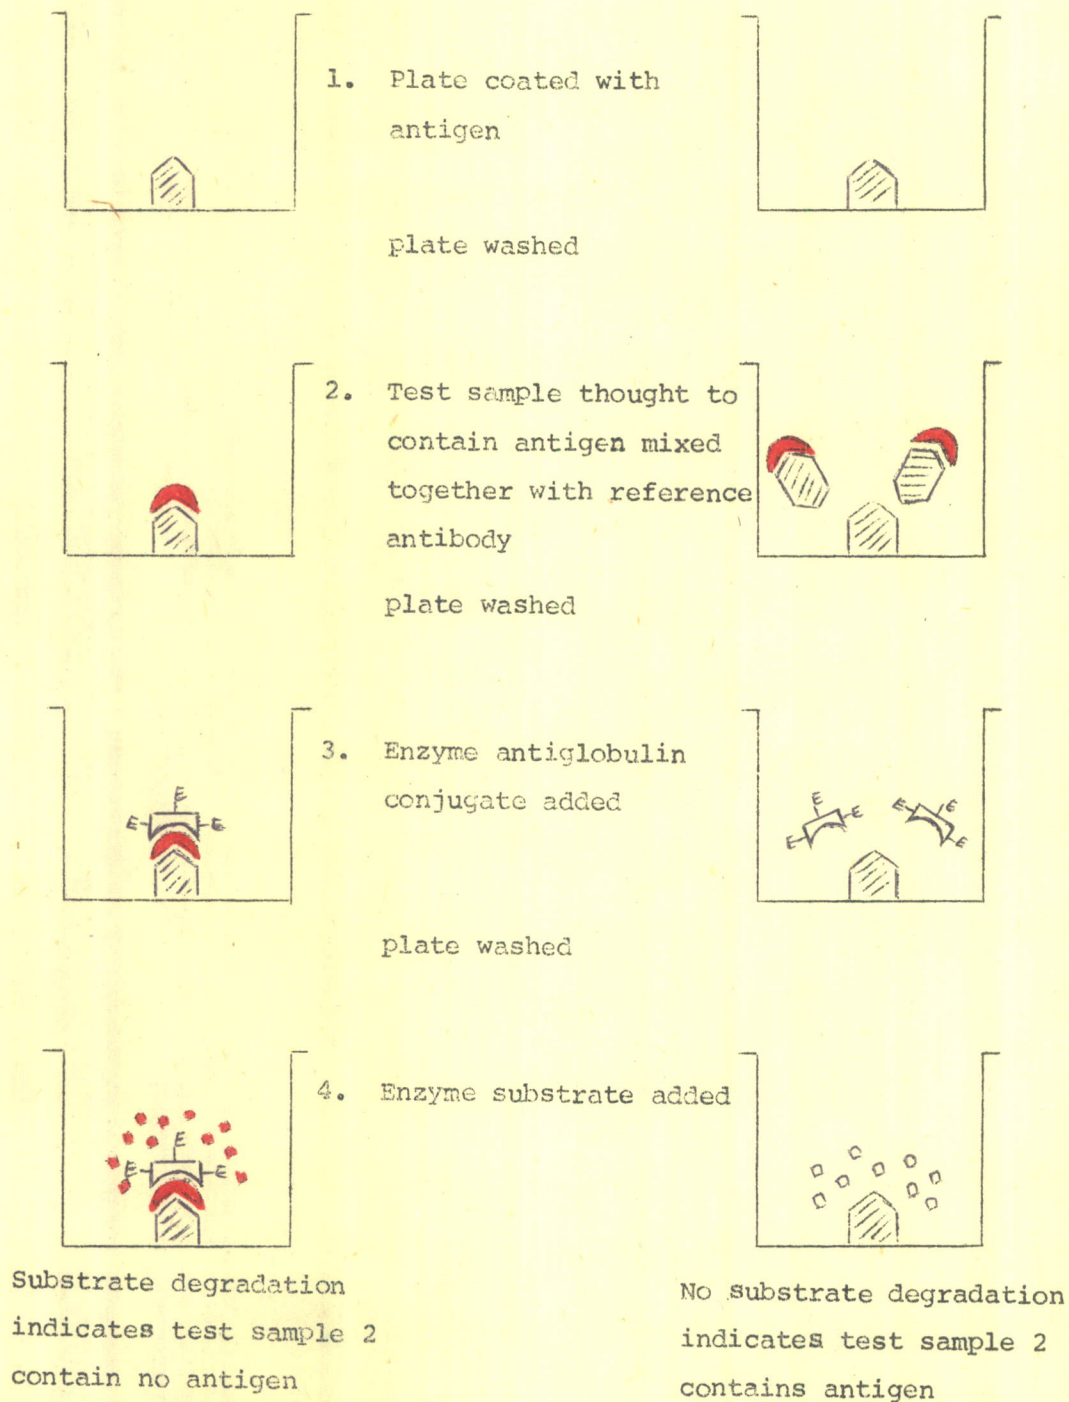 1. Plate coated with
antigen
plate washed
2. Test sample thought to
contain antigen mixed
together with reference
antibody
plate washed
3. Enzyme antiglobulin
conjugate added
E
E E
E
E E
E
E
E
plate washed
4. Enzyme substrate added
E
E E
Substrate degradation
indicates test sample 2
contain no antigen
No substrate degradation
indicates test sample 2
contains antigen